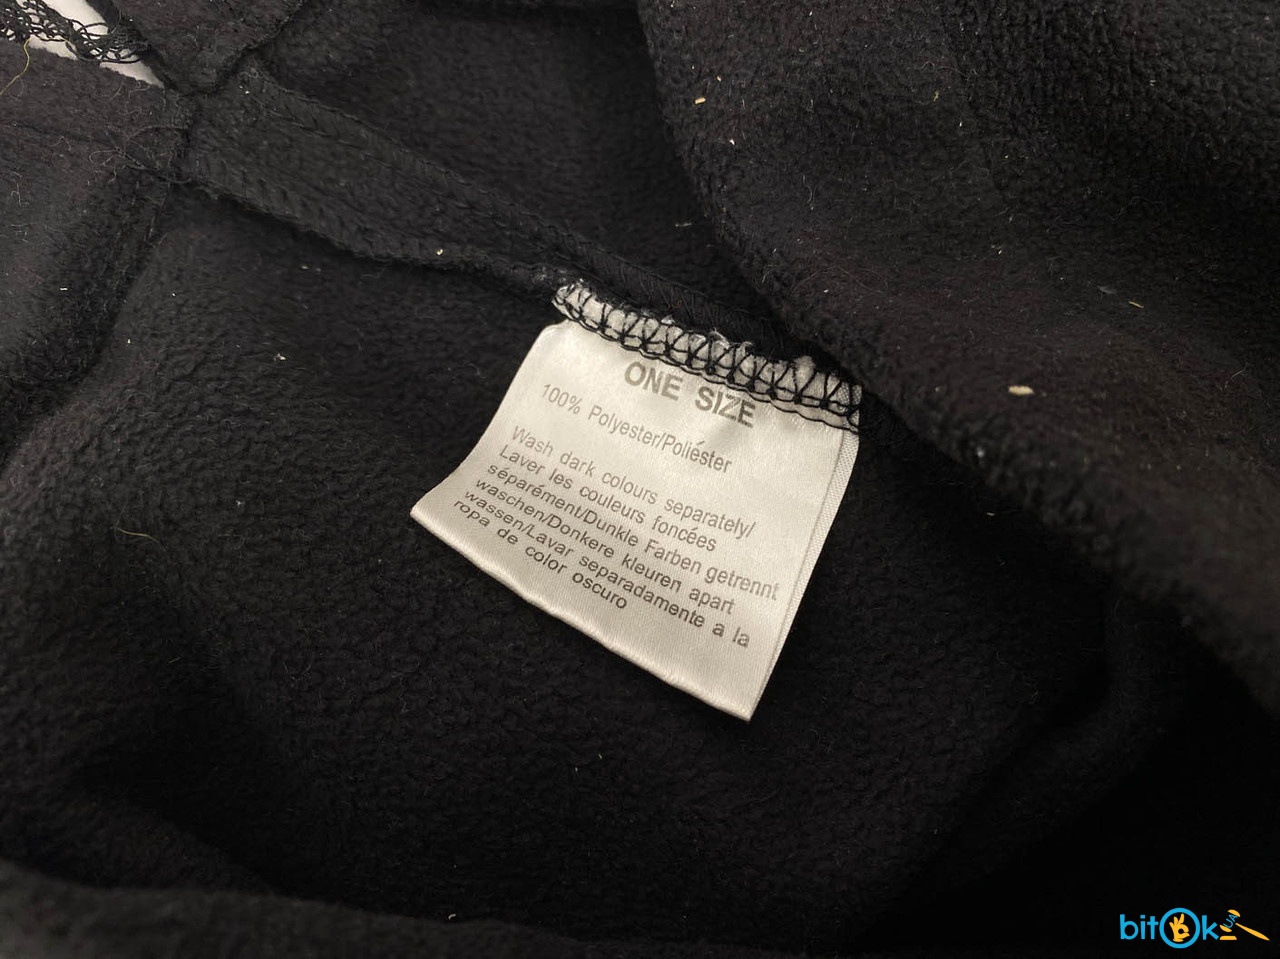 ONE SIZE
100% Polyester/Poliéster
Wash dark colours separately/
Laver les couleurs foncées
séparément/Dunkle Farben getrennt
waschen/Donkere kleuren apart
wassen/Lavar separadamente a la
ropa de color oscuro
bitOk UA